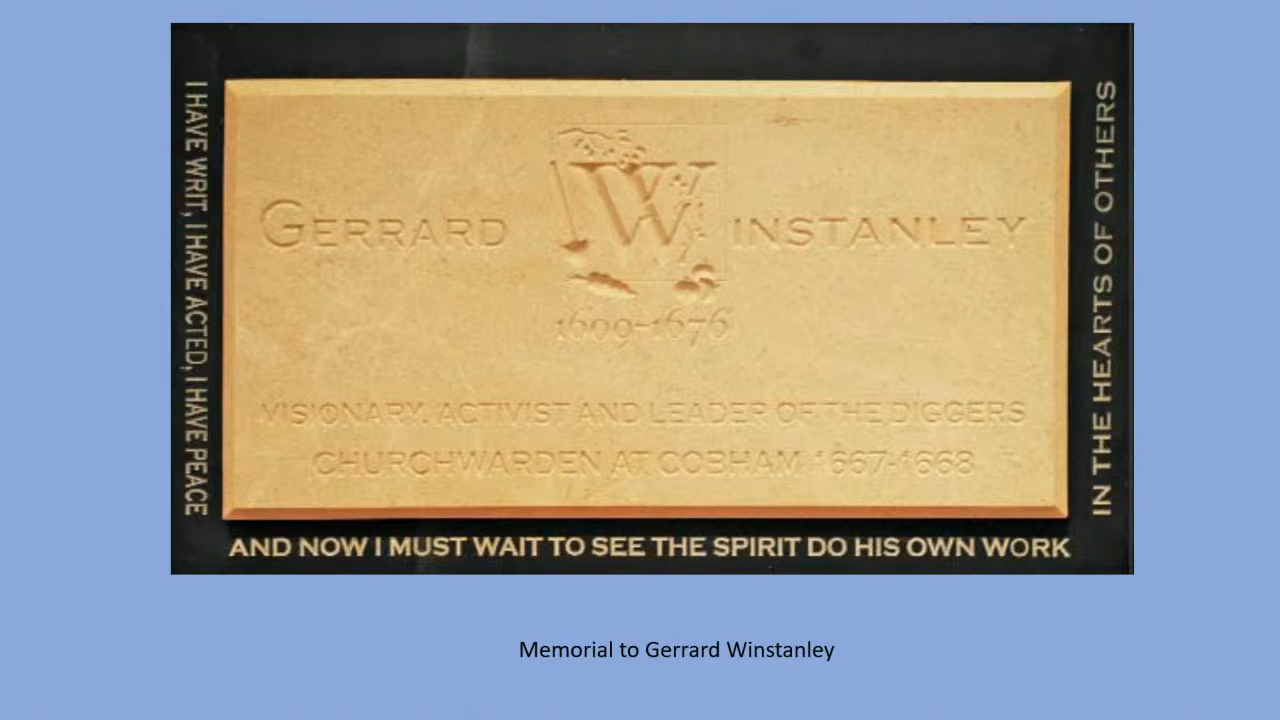 I HAVE WRIT, I HAVE ACTED, I HAVE PEACE
GERRARD WINSTANLEY
1609-1676
VISIONARY, ACTIVIST AND LEADER OF THE DIGGERS
CHURCHWARDEN AT COBHAM 1667-1668
AND NOW I MUST WAIT TO SEE THE SPIRIT DO HIS OWN WORK
IN THE HEARTS OF OTHERS
Memorial to Gerrard Winstanley